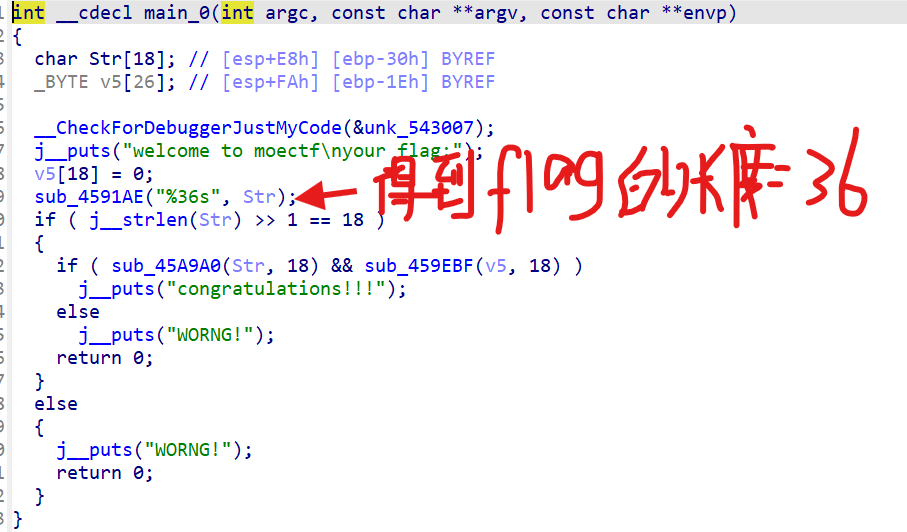 int __cdecl main_0(int argc, const char **argv, const char **envp)
{
char Str[18]; // [esp+E8h] [ebp-30h] BYREF
_BYTE v5[26]; // [esp+FAh] [ebp-1Eh] BYREF
__CheckForDebuggerJustMyCode(&unk_543007);
j__puts("welcome to moectf\nyour flag:");
v5[18] = 0;
sub_4591AE("%36s", Str);
得到flag的长度=36
if ( j__strlen(Str) >> 1 == 18 )
{
if ( sub_45A9A0(Str, 18) && sub_459EBF(v5, 18) )
j__puts("congratulations!!!");
else
j__puts("WORNG!");
return 0;
}
else
{
j__puts("WORNG!");
return 0;
}
}